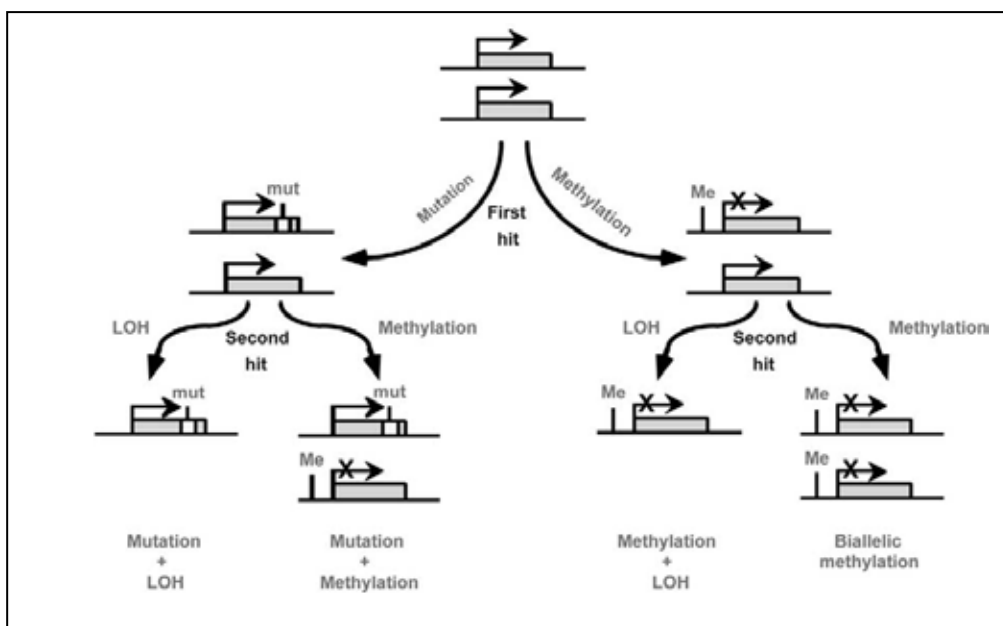 Mutation
Methylation
First
hit
mut
Me
LOH
Second
hit
Methylation
LOH
Second
hit
Methylation
mut
mut
Me
Me
Me
Me
Mutation
+
LOH
Mutation
+
Methylation
Methylation
+
LOH
Biallelic
methylation